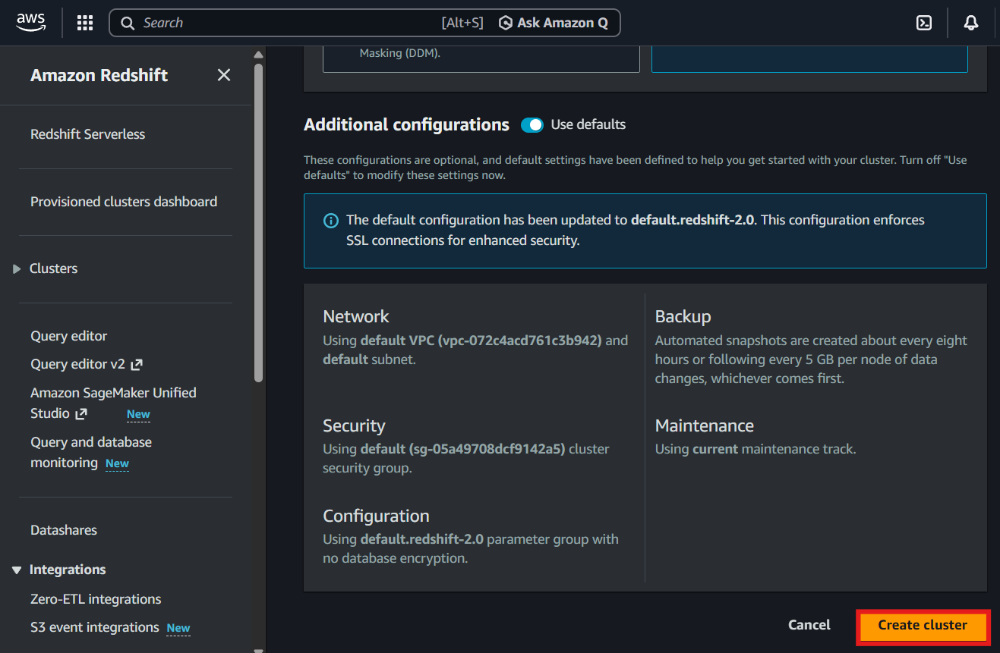 aws
Search [Alt+S] Ask Amazon Q
Amazon Redshift
Redshift Serverless
Provisioned clusters dashboard
Clusters
Query editor
Query editor v2
Amazon SageMaker Unified
Studio New
Query and database
monitoring New
Datashares
Integrations
Zero-ETL integrations
S3 event integrations New
Masking (DDM).
Additional configurations Use defaults
These configurations are optional, and default settings have been defined to help you get started with your cluster. Turn off "Use
defaults" to modify these settings now.
The default configuration has been updated to default.redshift-2.0. This configuration enforces
SSL connections for enhanced security.
Network
Using default VPC (vpc-072c4acd761c3b942) and
default subnet.
Security
Using default (sg-05a49708dcf9142a5) cluster
security group.
Configuration
Using default.redshift-2.0 parameter group with
no database encryption.
Backup
Automated snapshots are created about every eight
hours or following every 5 GB per node of data
changes, whichever comes first.
Maintenance
Using current maintenance track.
Cancel Create cluster